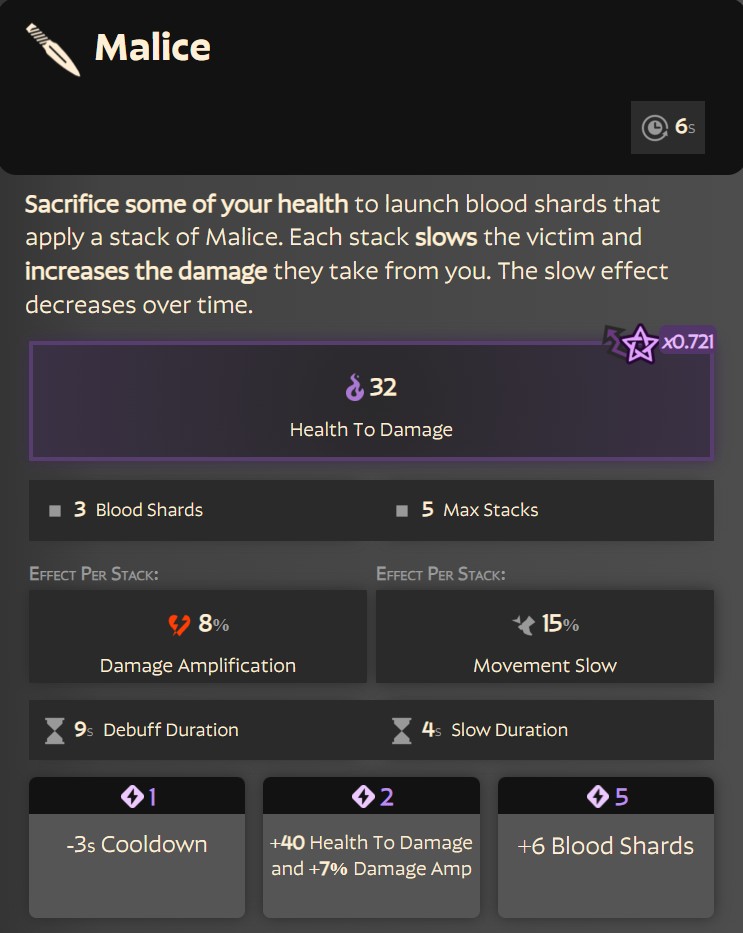 Malice
6s
Sacrifice some of your health to launch blood shards that
apply a stack of Malice. Each stack slows the victim and
increases the damage they take from you. The slow effect
decreases over time.
x0.721
32
Health To Damage
3 Blood Shards
5 Max Stacks
Effect Per Stack:
Effect Per Stack:
8%
Damage Amplification
15%
Movement Slow
9s Debuff Duration
4s Slow Duration
1
-3s Cooldown
2
+40 Health To Damage
and +7% Damage Amp
5
+6 Blood Shards